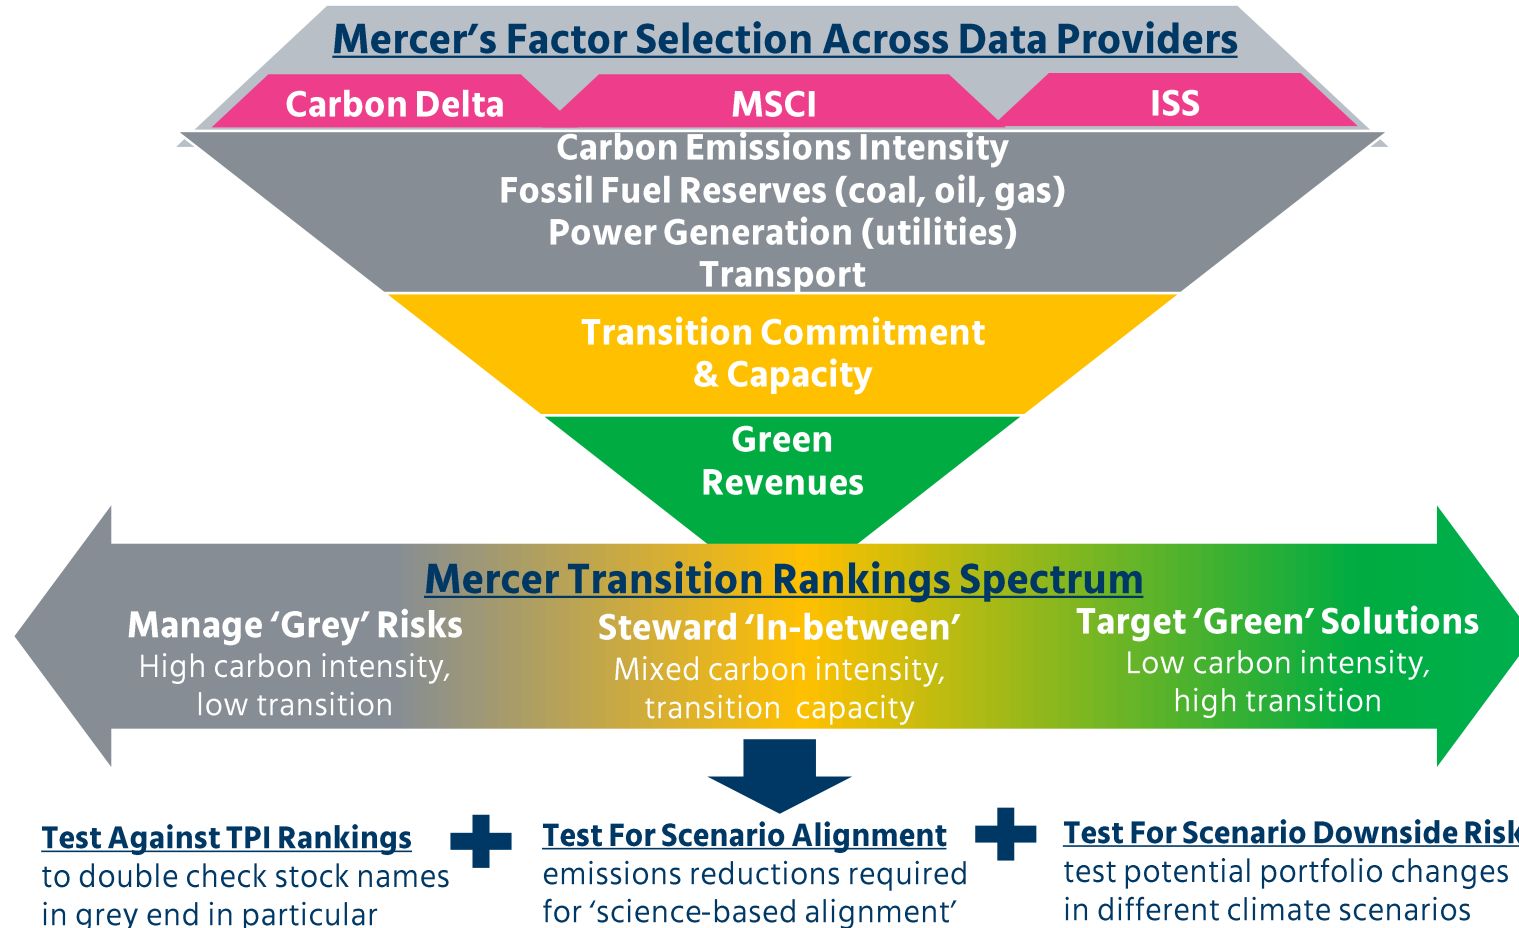 Mercer’s Factor Selection Across Data Providers
Carbon Delta
MSCI
ISS
Carbon Emissions Intensity
Fossil Fuel Reserves (coal, oil, gas)
Power Generation (utilities)
Transport
Transition Commitment
& Capacity
Green
Revenues
Mercer Transition Rankings Spectrum
Manage ‘Grey’ Risks
High carbon intensity,
low transition
Steward ‘In-between’
Mixed carbon intensity,
transition capacity
Target ‘Green’ Solutions
Low carbon intensity,
high transition
Test Against TPI Rankings
to double check stock names
in grey end in particular
Test For Scenario Alignment
emissions reductions required
for ‘science-based alignment’
Test For Scenario Downside Risk
test potential portfolio changes
in different climate scenarios